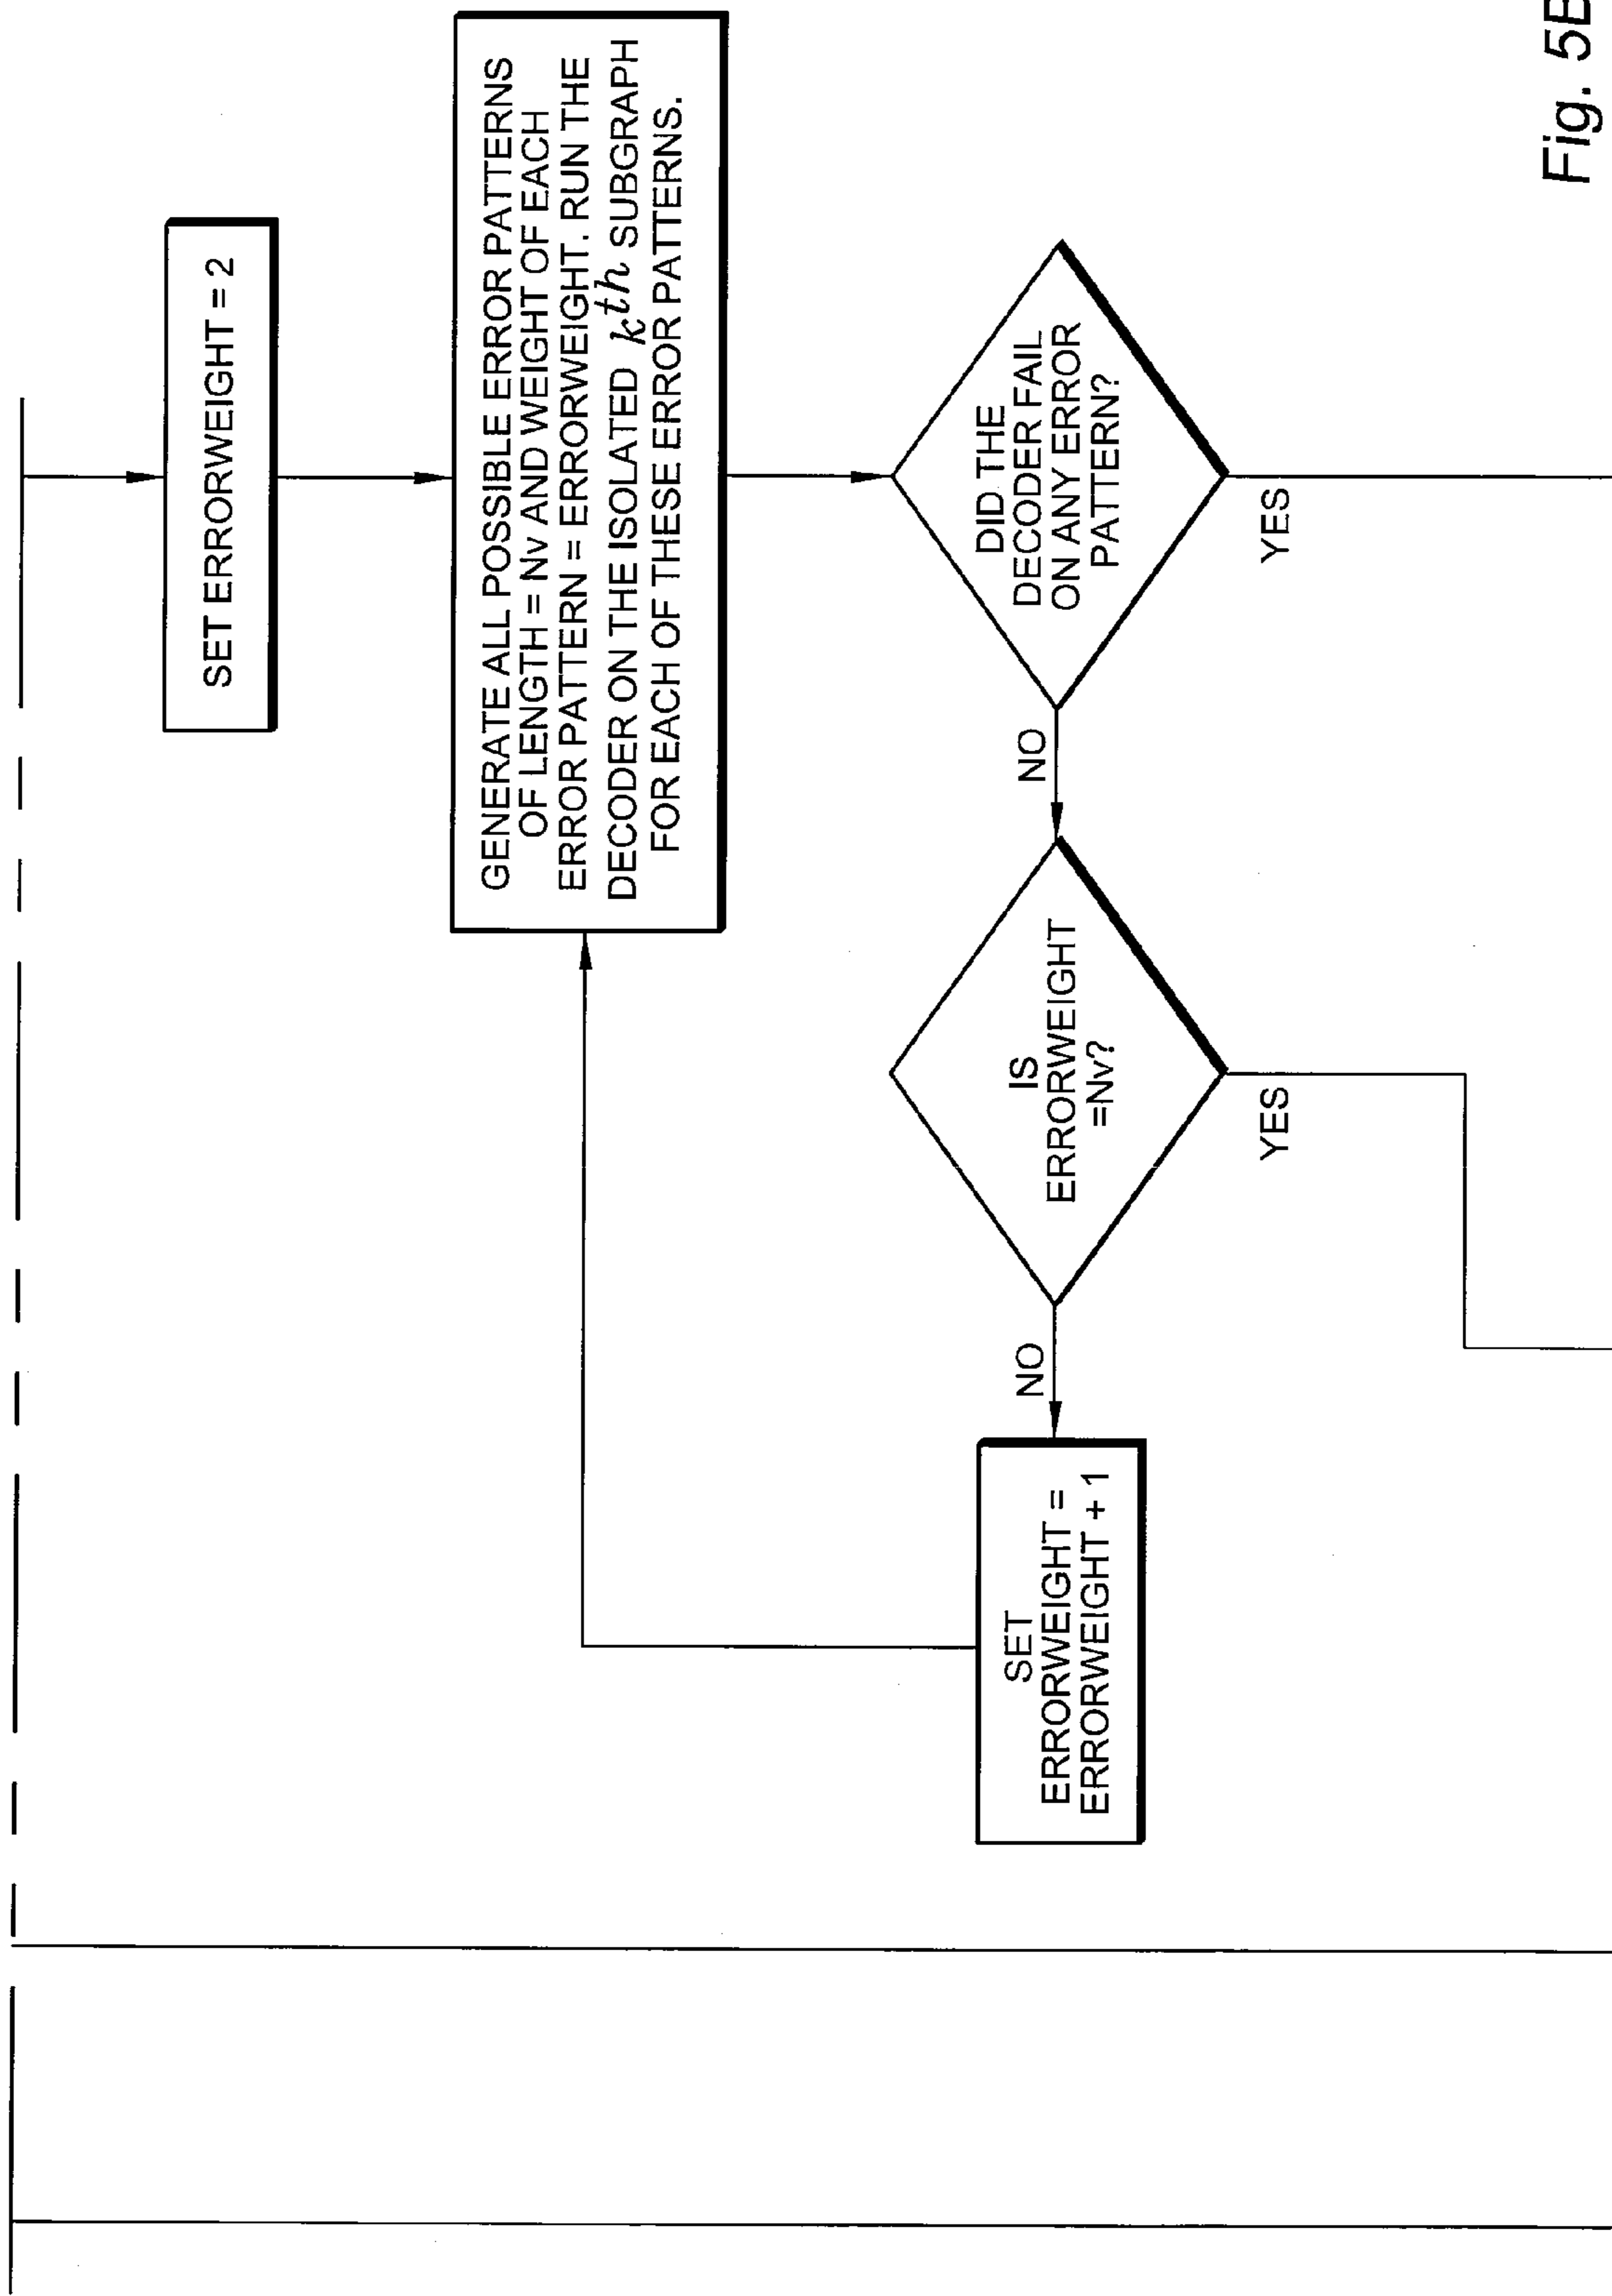 SET ERRORWEIGHT = 2
GENERATE ALL POSSIBLE ERROR PATTERNS
OF LENGTH = Nv AND WEIGHT OF EACH
ERROR PATTERN = ERRORWEIGHT. RUN THE
DECODER ON THE ISOLATED kth SUBGRAPH
FOR EACH OF THESE ERROR PATTERNS.
DID THE
DECODER FAIL
ON ANY ERROR
PATTERN?
NO
YES
IS
ERRORWEIGHT
=Nv?
NO
YES
SET
ERRORWEIGHT =
ERRORWEIGHT + 1
Fig. 5B